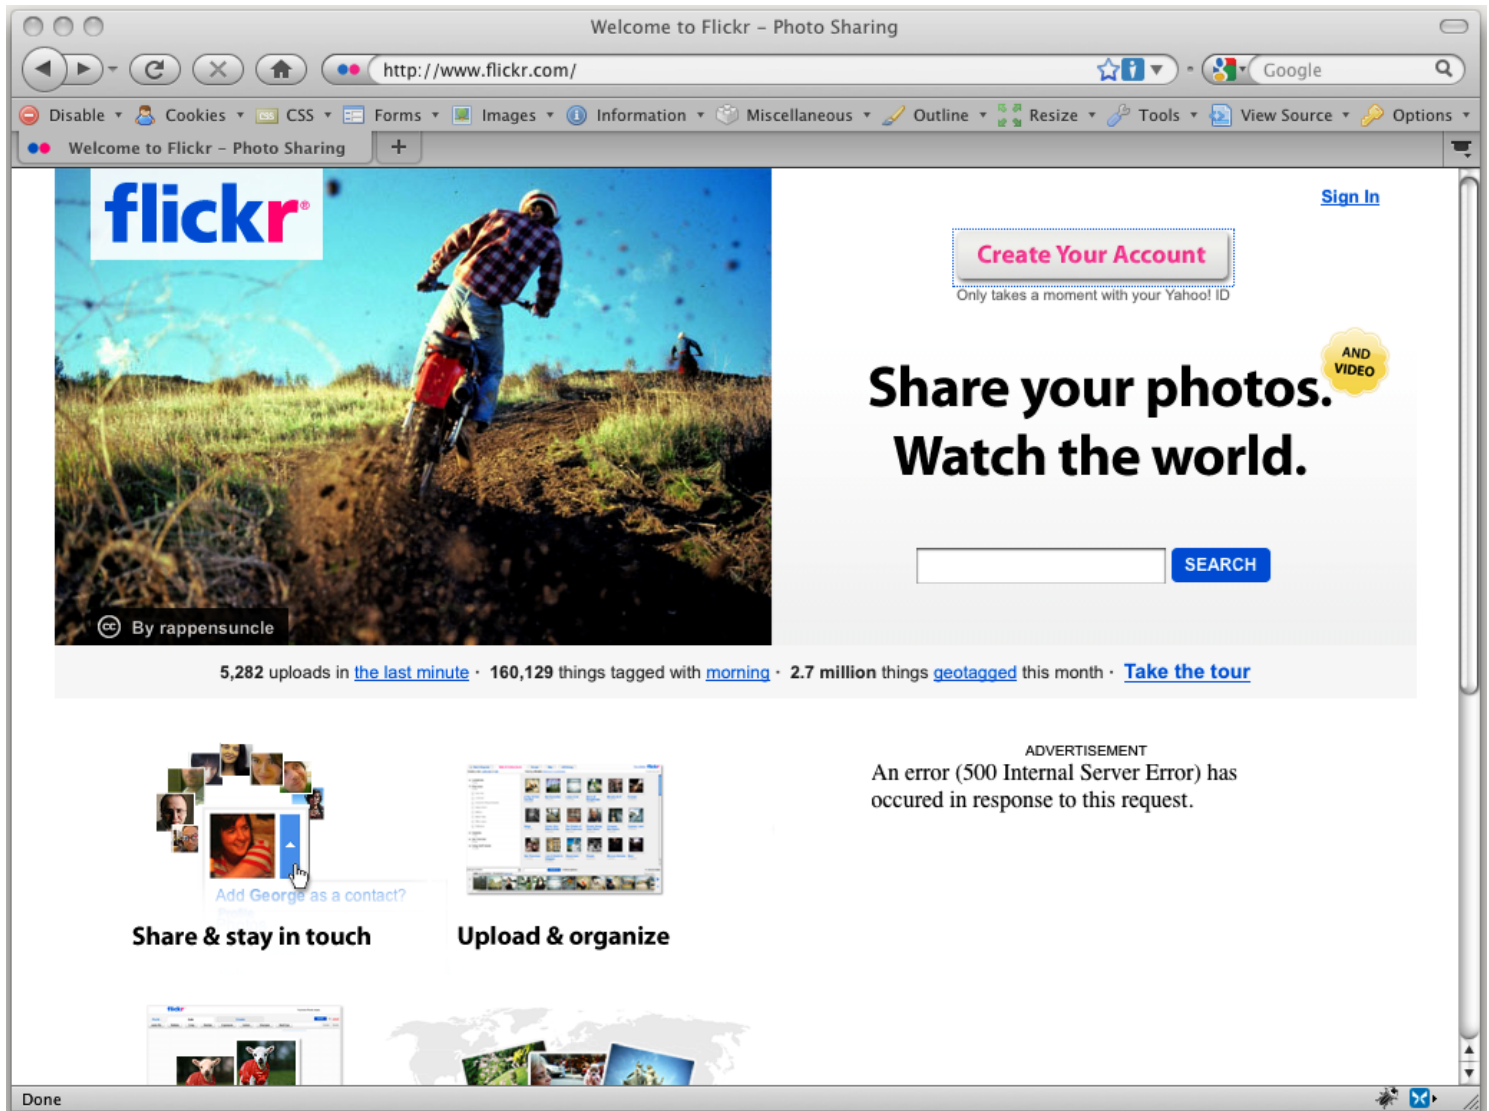 Welcome to Flickr – Photo Sharing
http://www.flickr.com/
Google
Disable Cookies CSS Forms Images Information Miscellaneous Outline Resize Tools View Source Options
Welcome to Flickr – Photo Sharing +
flickr®
Sign In
Create Your Account
Only takes a moment with your Yahoo! ID
AND
VIDEO
Share your photos.
Watch the world.
SEARCH
cc By rappensuncle
5,282 uploads in the last minute · 160,129 things tagged with morning · 2.7 million things geotagged this month · Take the tour
ADVERTISEMENT
An error (500 Internal Server Error) has
occured in response to this request.
Add George as a contact?
Share & stay in touch
Upload & organize
flickr
Done